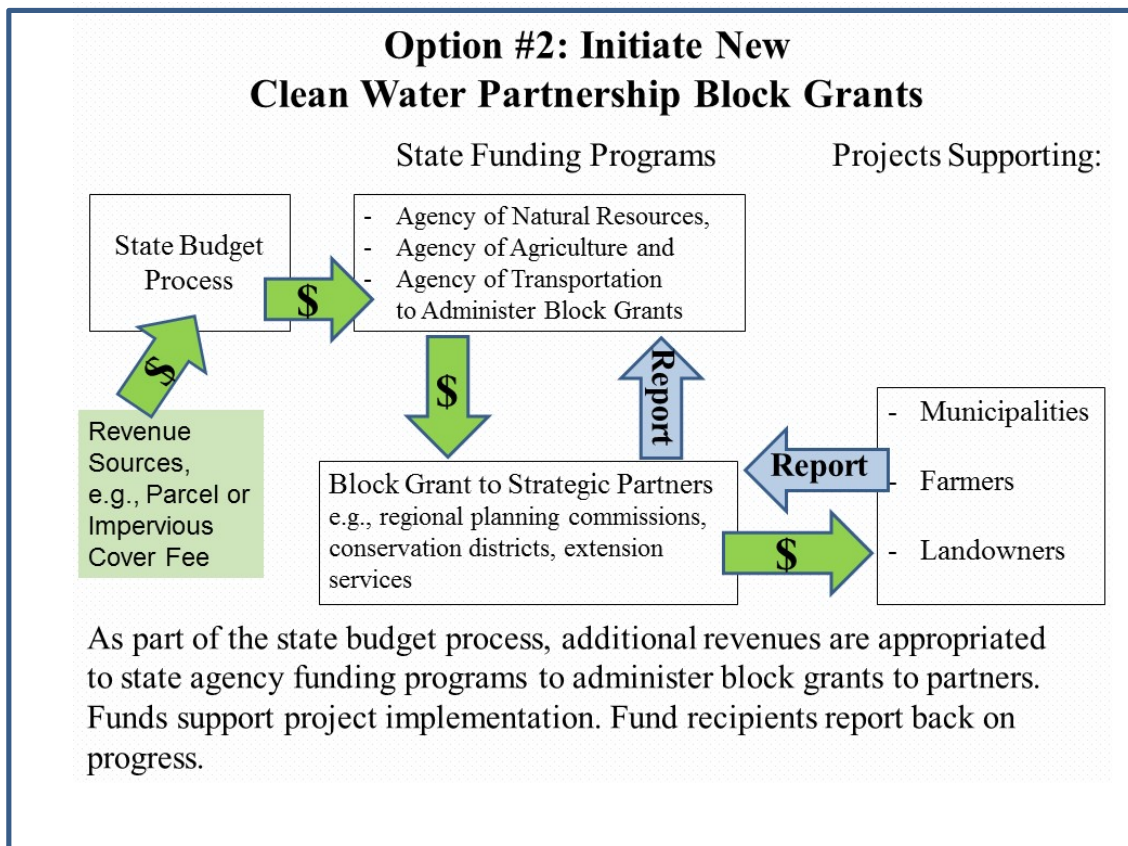 Option #2: Initiate New
Clean Water Partnership Block Grants
State Funding Programs
Projects Supporting:
State Budget
Process
- Agency of Natural Resources,
- Agency of Agriculture and
- Agency of Transportation
to Administer Block Grants
$
$
$
Report
Revenue
Sources,
e.g., Parcel or
Impervious
Cover Fee
Block Grant to Strategic Partners
e.g., regional planning commissions,
conservation districts, extension
services
Report
$
- Municipalities
- Farmers
- Landowners
As part of the state budget process, additional revenues are appropriated
to state agency funding programs to administer block grants to partners.
Funds support project implementation. Fund recipients report back on
progress.